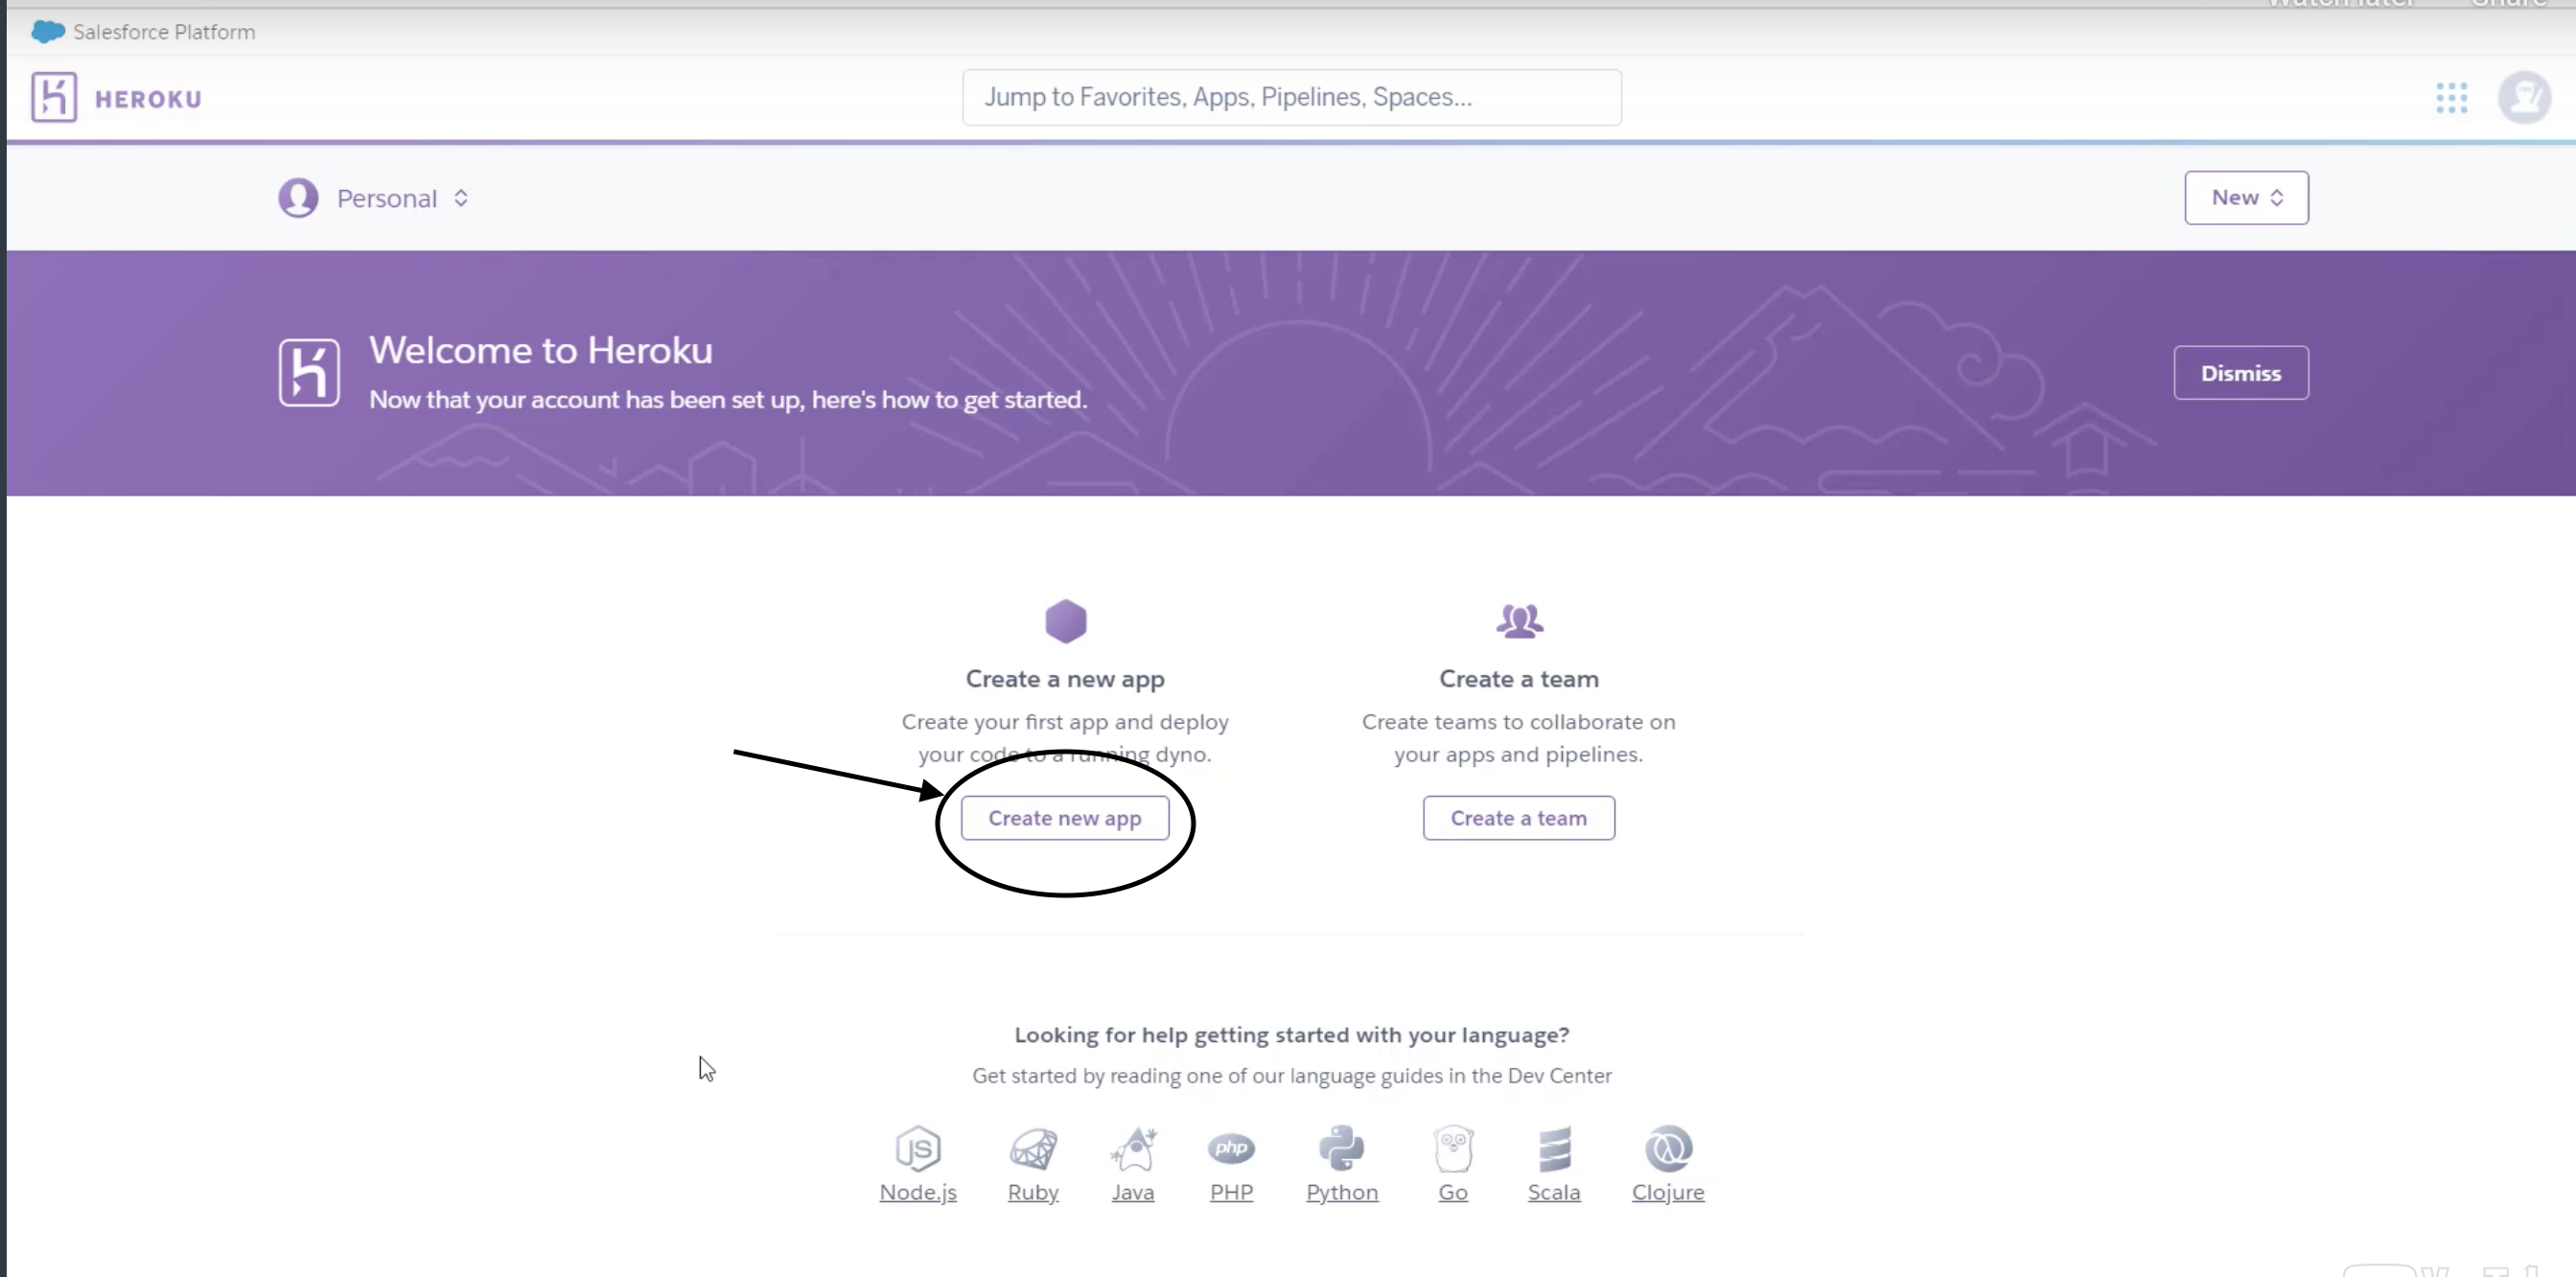 Salesforce Platform
HEROKU
Jump to Favorites, Apps, Pipelines, Spaces...
Personal
New
Welcome to Heroku
Now that your account has been set up, here's how to get started.
Dismiss
Create a new app
Create your first app and deploy
your code to a running dyno.
Create new app
Create a team
Create teams to collaborate on
your apps and pipelines.
Create a team
Looking for help getting started with your language?
Get started by reading one of our language guides in the Dev Center
JS
php
Node.js Ruby Java PHP Python Go Scala Clojure